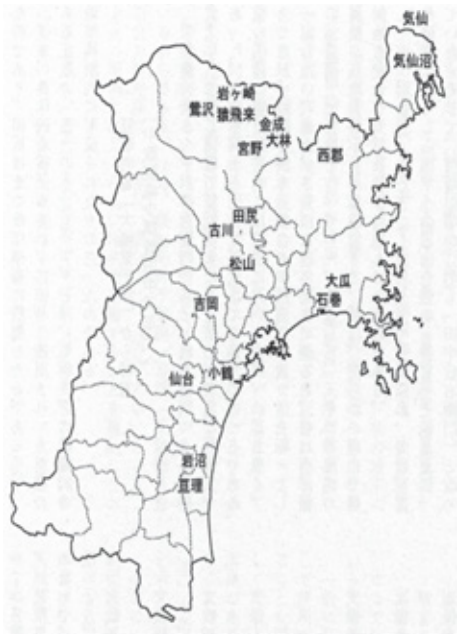 気仙
気仙沼
岩ヶ崎
鶯沢
猿飛来
金成
大林
宮野
西郡
田尻
古川
松山
大瓜
石巻
吉岡
仙台
小鶴
岩沼
亘理